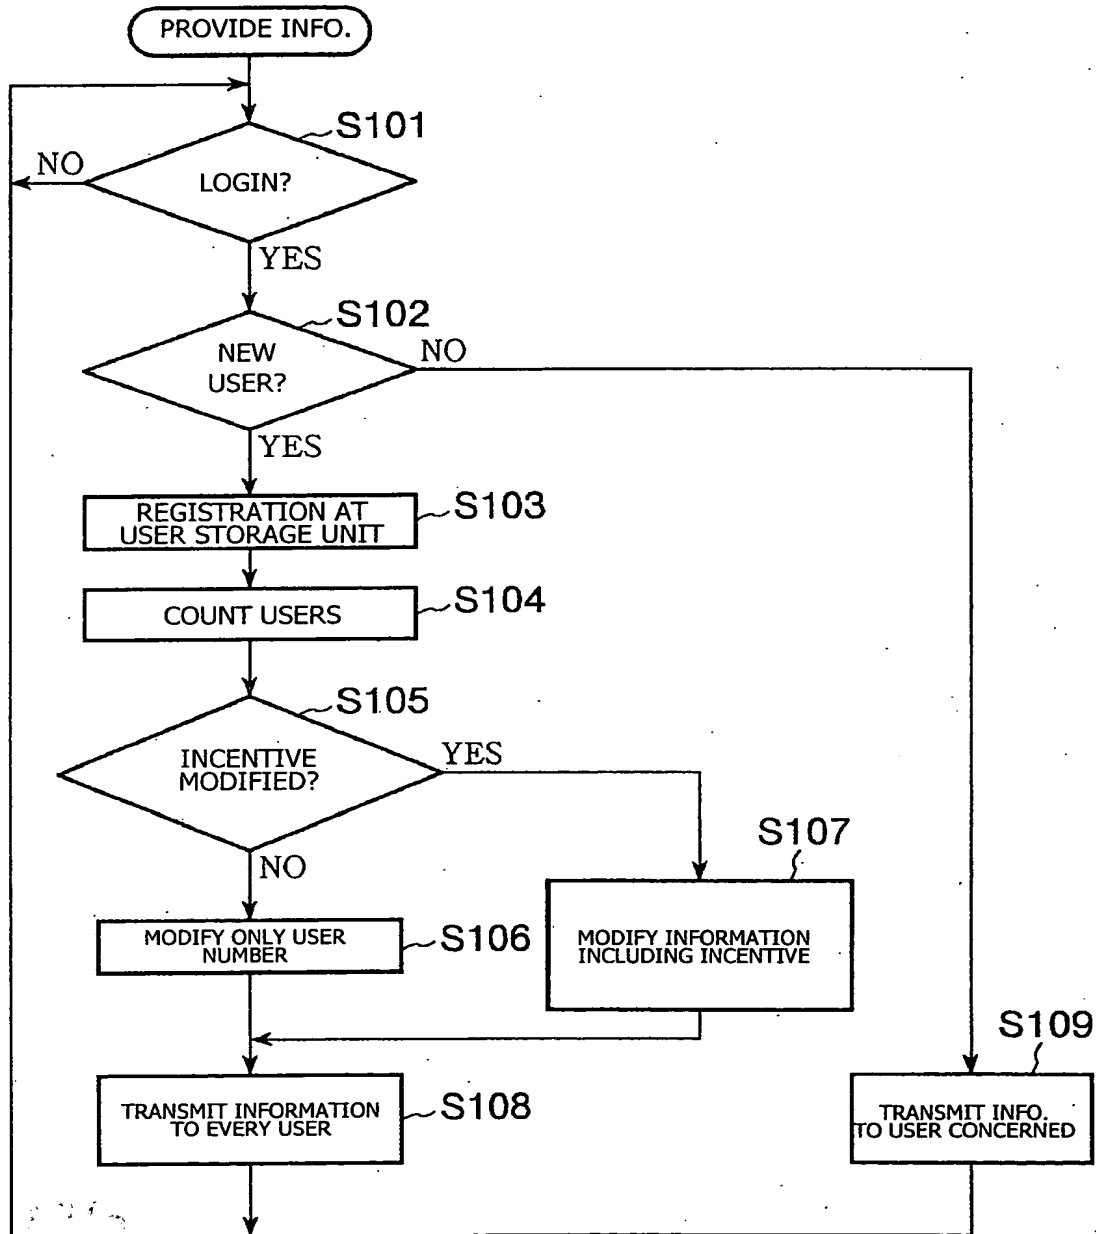 PROVIDE INFO.
S101
NO
LOGIN?
YES
S102
NEW
USER?
NO
YES
REGISTRATION AT
USER STORAGE UNIT
S103
COUNT USERS
S104
S105
INCENTIVE
MODIFIED?
YES
NO
S107
MODIFY ONLY USER
NUMBER
S106
MODIFY INFORMATION
INCLUDING INCENTIVE
S109
TRANSMIT INFORMATION
TO EVERY USER
S108
TRANSMIT INFO.
TO USER CONCERNED